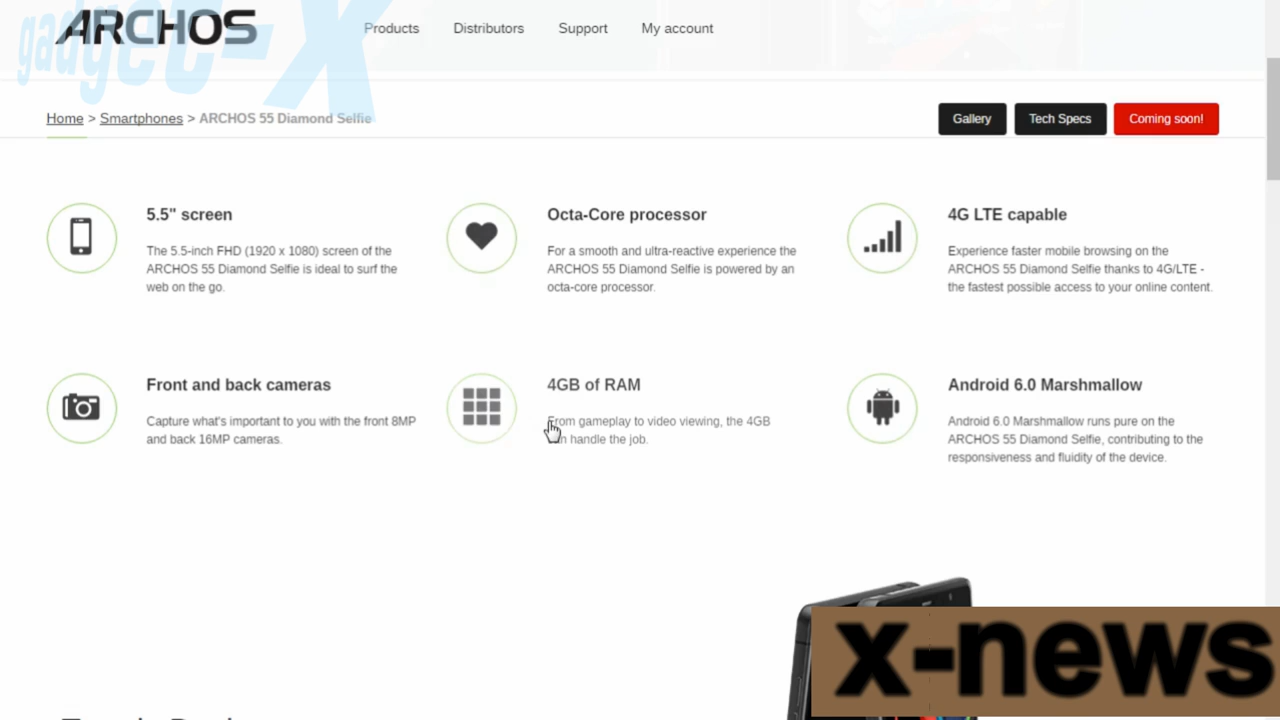 gadget-X
ARCHOS
Products
Distributors
Support
My account
Home > Smartphones > ARCHOS 55 Diamond Selfie
Gallery
Tech Specs
Coming soon!
5.5" screen
The 5.5-inch FHD (1920 x 1080) screen of the
ARCHOS 55 Diamond Selfie is ideal to surf the
web on the go.
Octa-Core processor
For a smooth and ultra-reactive experience the
ARCHOS 55 Diamond Selfie is powered by an
octa-core processor.
4G LTE capable
Experience faster mobile browsing on the
ARCHOS 55 Diamond Selfie thanks to 4G/LTE -
the fastest possible access to your online content.
Front and back cameras
Capture what's important to you with the front 8MP
and back 16MP cameras.
4GB of RAM
From gameplay to video viewing, the 4GB
handle the job.
Android 6.0 Marshmallow
Android 6.0 Marshmallow runs pure on the
ARCHOS 55 Diamond Selfie, contributing to the
responsiveness and fluidity of the device.
x-news